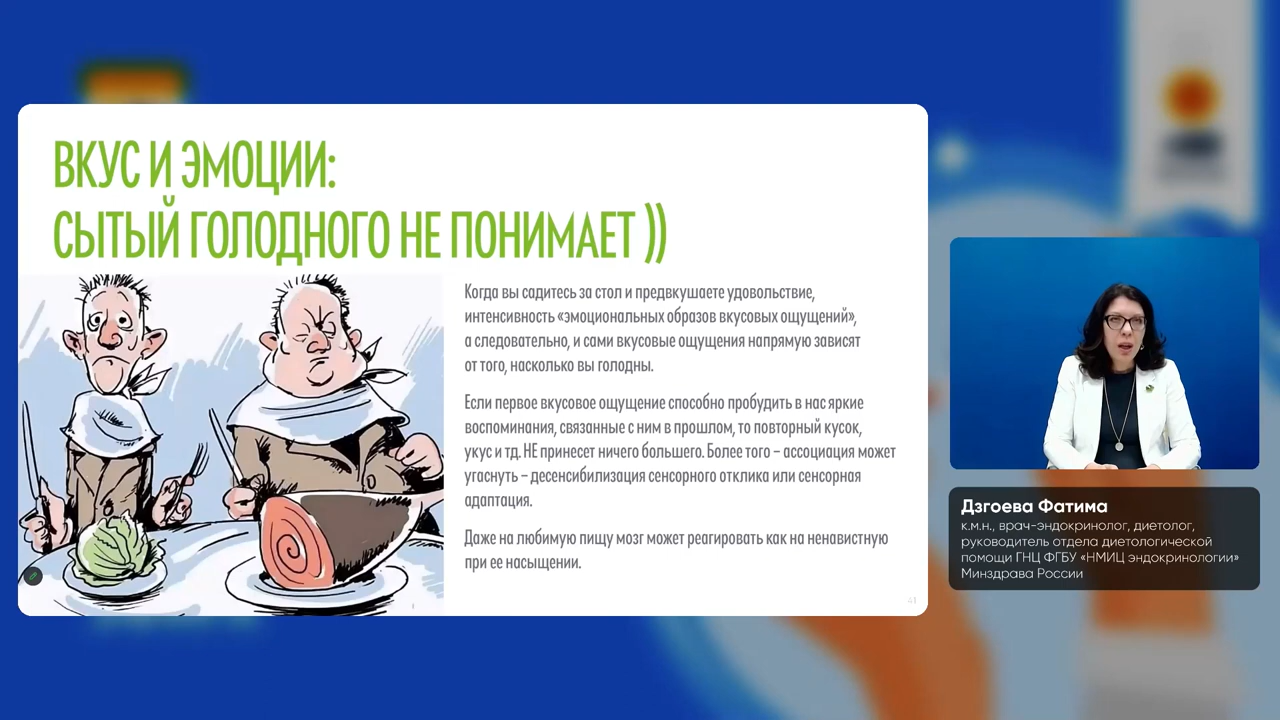 ВКУС И ЭМОЦИИ:
СЫТЫЙ ГОЛОДНОГО НЕ ПОНИМАЕТ ))
Когда вы садитесь за стол и предвкушаете удовольствие,
интенсивность «эмоциональных образов вкусовых ощущений»,
а следовательно, и сами вкусовые ощущения напрямую зависят
от того, насколько вы голодны.
Если первое вкусовое ощущение способно пробудить в нас яркие
воспоминания, связанные с ним в прошлом, то повторный кусок,
укус и тд. НЕ принесет ничего большего. Более того – ассоциация может
угаснуть – десенсибилизация сенсорного отклика или сенсорная
адаптация.
Даже на любимую пищу мозг может реагировать как на ненавистную
при ее насыщении.
41
Дзгоева Фатима
к.м.н., врач-эндокринолог, диетолог,
руководитель отдела диетологической
помощи ГНЦ ФГБУ «НМИЦ эндокринологии»
Минздрава России